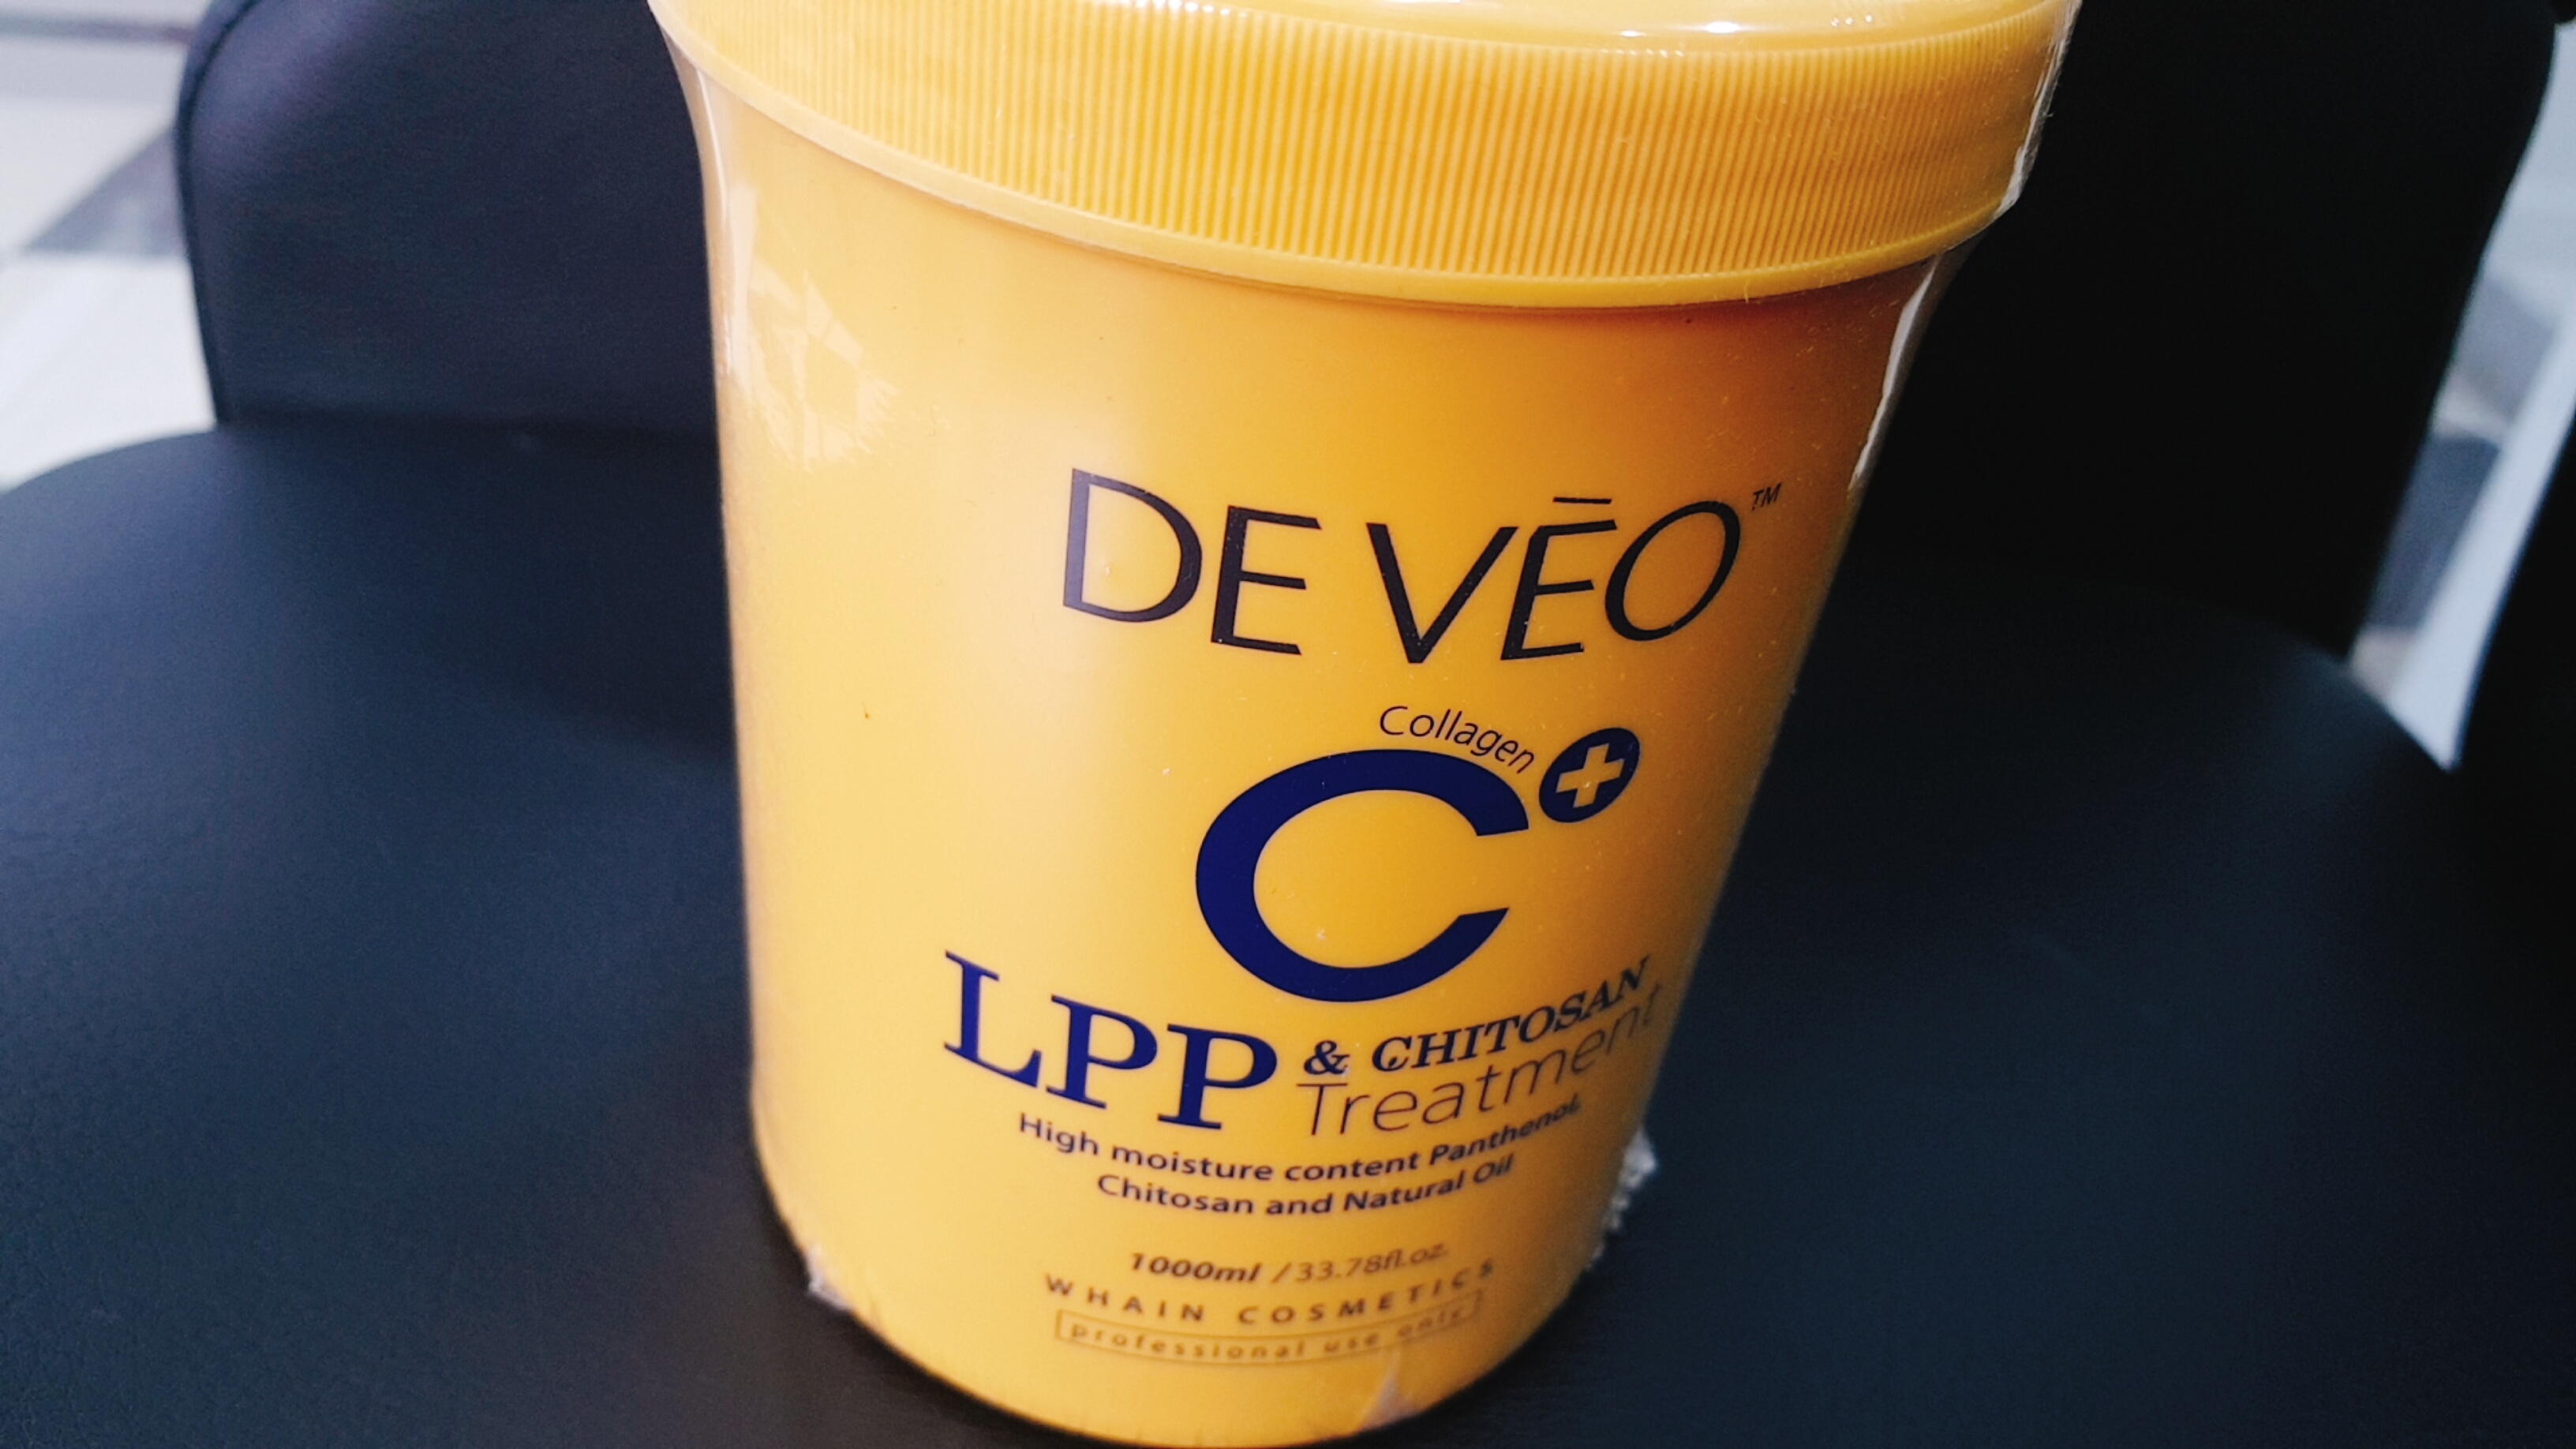 DE VĒO™
Collagen
C+
LPP & CHITOSAN
Treatment
High moisture content Panthenol,
Chitosan and Natural Oil
1000ml / 33.78fl.oz.
WHAIN COSMETICS
professional use only